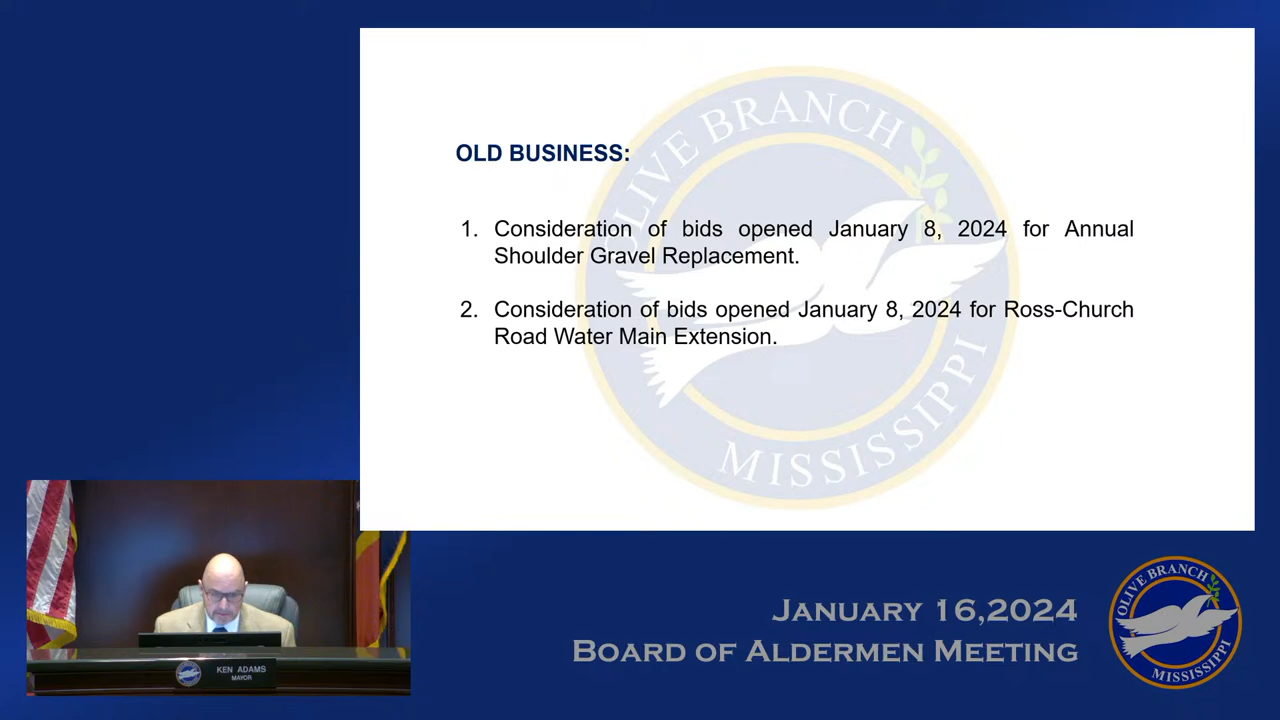 OLIVE BRANCH
MISSISSIPPI
OLD BUSINESS:
1. Consideration of bids opened January 8, 2024 for Annual
Shoulder Gravel Replacement.
2. Consideration of bids opened January 8, 2024 for Ross-Church
Road Water Main Extension.
KEN ADAMS
MAYOR
JANUARY 16,2024
BOARD OF ALDERMEN MEETING
OLIVE BRANCH
MISSISSIPPI